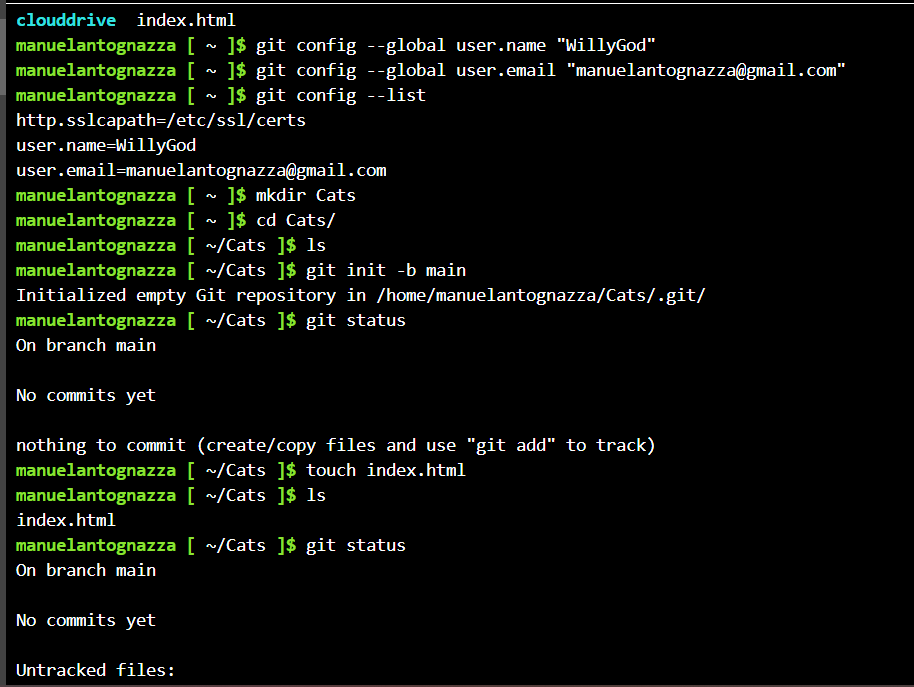 clouddrive  index.html
manuelantognazza [ ~ ]$ git config --global user.name "WillyGod"
manuelantognazza [ ~ ]$ git config --global user.email "manuelantognazza@gmail.com"
manuelantognazza [ ~ ]$ git config --list
http.sslcapath=/etc/ssl/certs
user.name=WillyGod
user.email=manuelantognazza@gmail.com
manuelantognazza [ ~ ]$ mkdir Cats
manuelantognazza [ ~ ]$ cd Cats/
manuelantognazza [ ~/Cats ]$ ls
manuelantognazza [ ~/Cats ]$ git init -b main
Initialized empty Git repository in /home/manuelantognazza/Cats/.git/
manuelantognazza [ ~/Cats ]$ git status
On branch main
No commits yet
nothing to commit (create/copy files and use "git add" to track)
manuelantognazza [ ~/Cats ]$ touch index.html
manuelantognazza [ ~/Cats ]$ ls
index.html
manuelantognazza [ ~/Cats ]$ git status
On branch main
No commits yet
Untracked files: